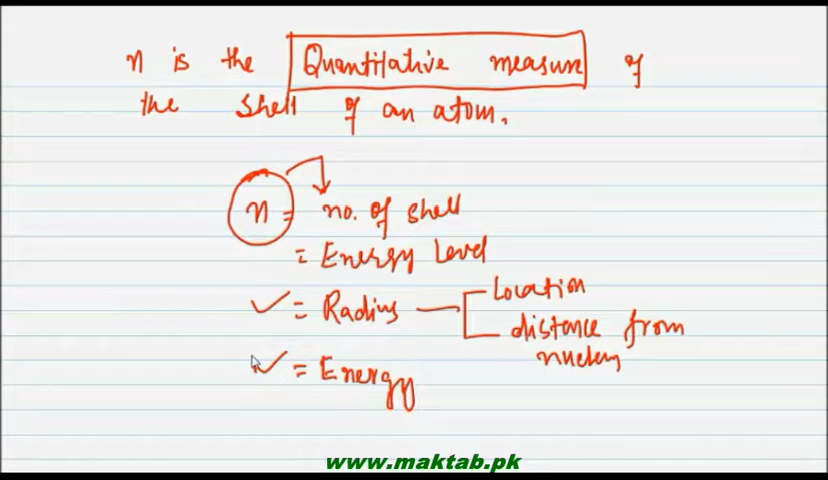 n is the Quantitative measure of
the shell of an atom.
n = no. of shell
= Energy Level
= Radius
Location
distance from
nucleus
= Energy
www.maktab.pk